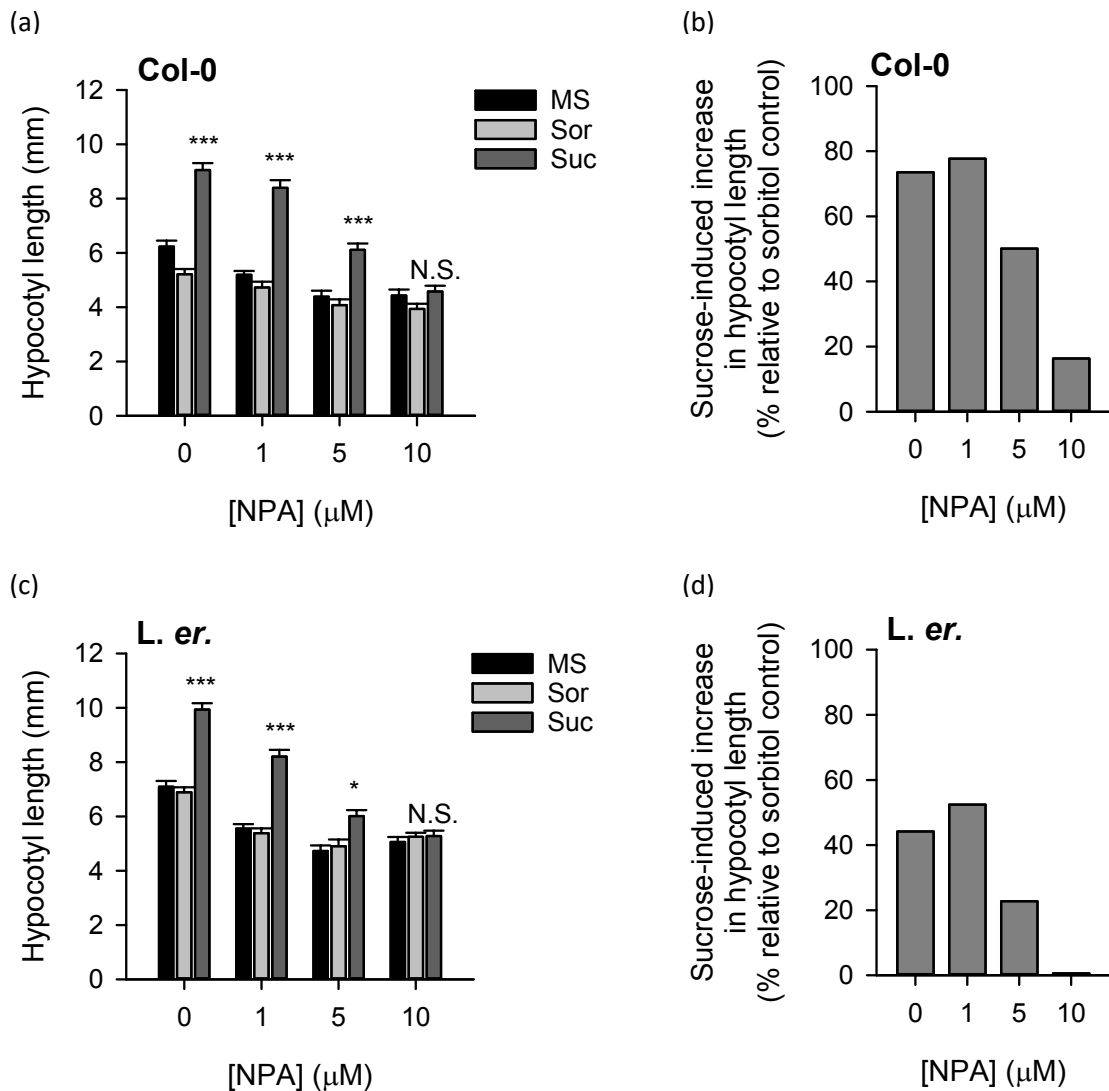 (a)
Col-0
Hypocotyl length (mm)
12
10
8
6
4
2
0
***
***
***
N.S.
MS
Sor
Suc
0 1 5 10
[NPA] (μM)
(b)
Col-0
Sucrose-induced increase
in hypocotyl length
(% relative to sorbitol control)
100
80
60
40
20
0
0 1 5 10
[NPA] (μM)
(c)
L. er.
Hypocotyl length (mm)
12
10
8
6
4
2
0
***
***
*
N.S.
MS
Sor
Suc
0 1 5 10
[NPA] (μM)
(d)
L. er.
Sucrose-induced increase
in hypocotyl length
(% relative to sorbitol control)
100
80
60
40
20
0
0 1 5 10
[NPA] (μM)